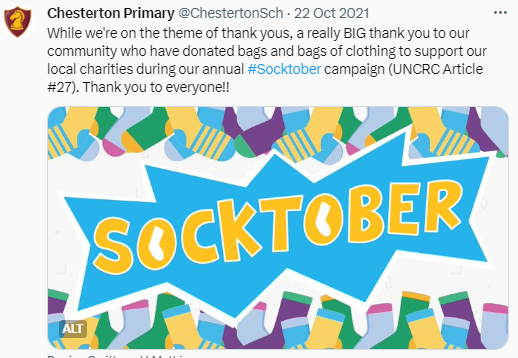 Chesterton Primary @ChestertonSch · 22 Oct 2021
While we're on the theme of thank yous, a really BIG thank you to our
community who have donated bags and bags of clothing to support our
local charities during our annual #Socktober campaign (UNCRC Article
#27). Thank you to everyone!!
SOCKTOBER
ALT